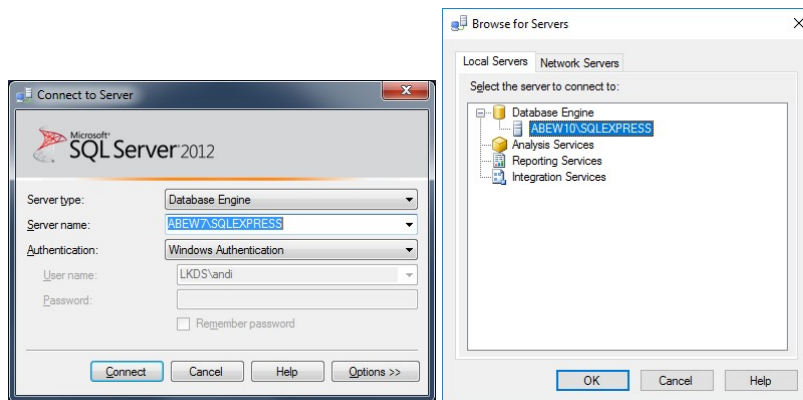 Connect to Server
Microsoft®
SQL Server® 2012
Server type: Database Engine
Server name: ABEW7\SQLEXPRESS
Authentication: Windows Authentication
User name: LKDS\andi
Password:
Remember password
Connect Cancel Help Options >>
Browse for Servers
Local Servers Network Servers
Select the server to connect to:
Database Engine
ABEW10\SQLEXPRESS
Analysis Services
Reporting Services
Integration Services
OK Cancel Help